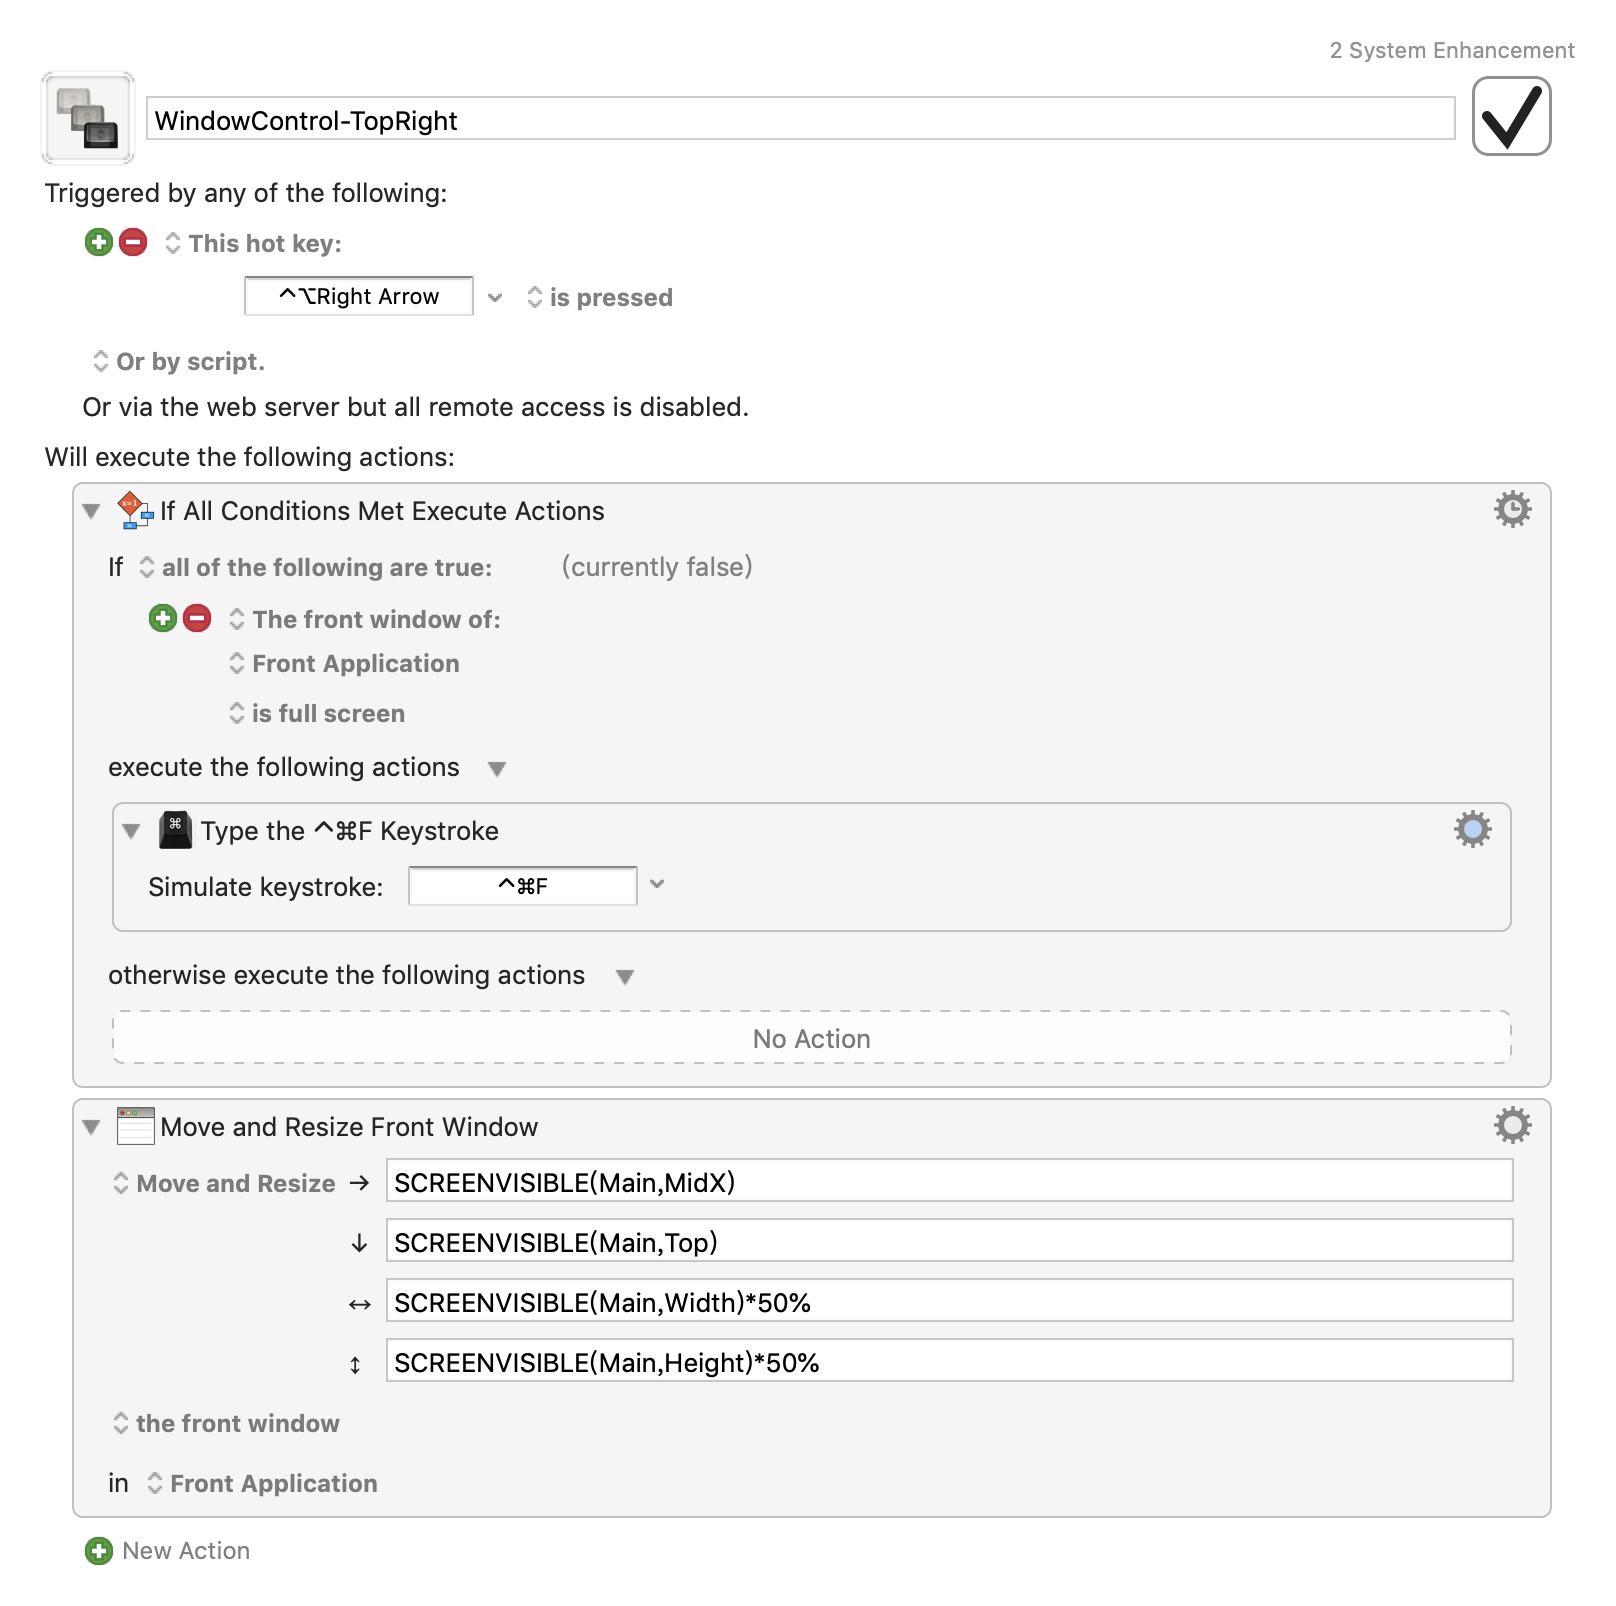 2 System Enhancement
WindowControl-TopRight
Triggered by any of the following:
This hot key:
^⌥Right Arrow is pressed
Or by script.
Or via the web server but all remote access is disabled.
Will execute the following actions:
If All Conditions Met Execute Actions
If all of the following are true: (currently false)
The front window of:
Front Application
is full screen
execute the following actions
Type the ^⌘F Keystroke
Simulate keystroke: ^⌘F
otherwise execute the following actions
No Action
Move and Resize Front Window
Move and Resize → SCREENVISIBLE(Main,MidX)
↓ SCREENVISIBLE(Main,Top)
↔ SCREENVISIBLE(Main,Width)*50%
↕ SCREENVISIBLE(Main,Height)*50%
the front window
in Front Application
New Action